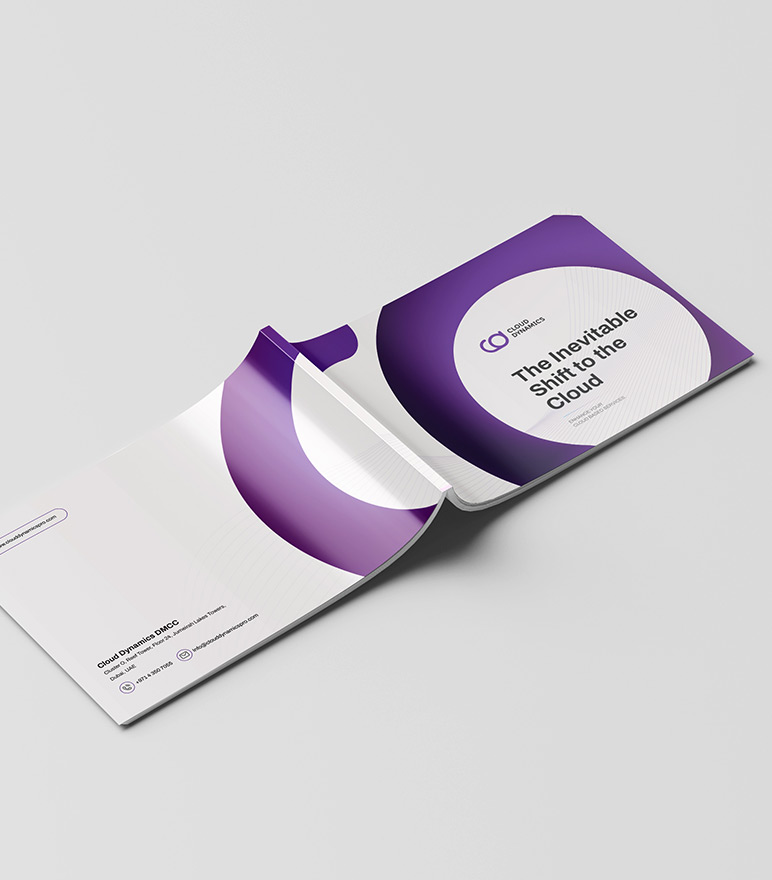 CLOUD
DYNAMICS
The Inevitable
Shift to the
Cloud
ENHANCE YOUR
CLOUD BASED SERVICES
www.clouddynamicspro.com
Cloud Dynamics DMCC
Cluster O, Reef Tower, Floor 24, Jumeirah Lakes Towers,
Dubai, UAE
+971 4 350 7055
info@clouddynamicspro.com